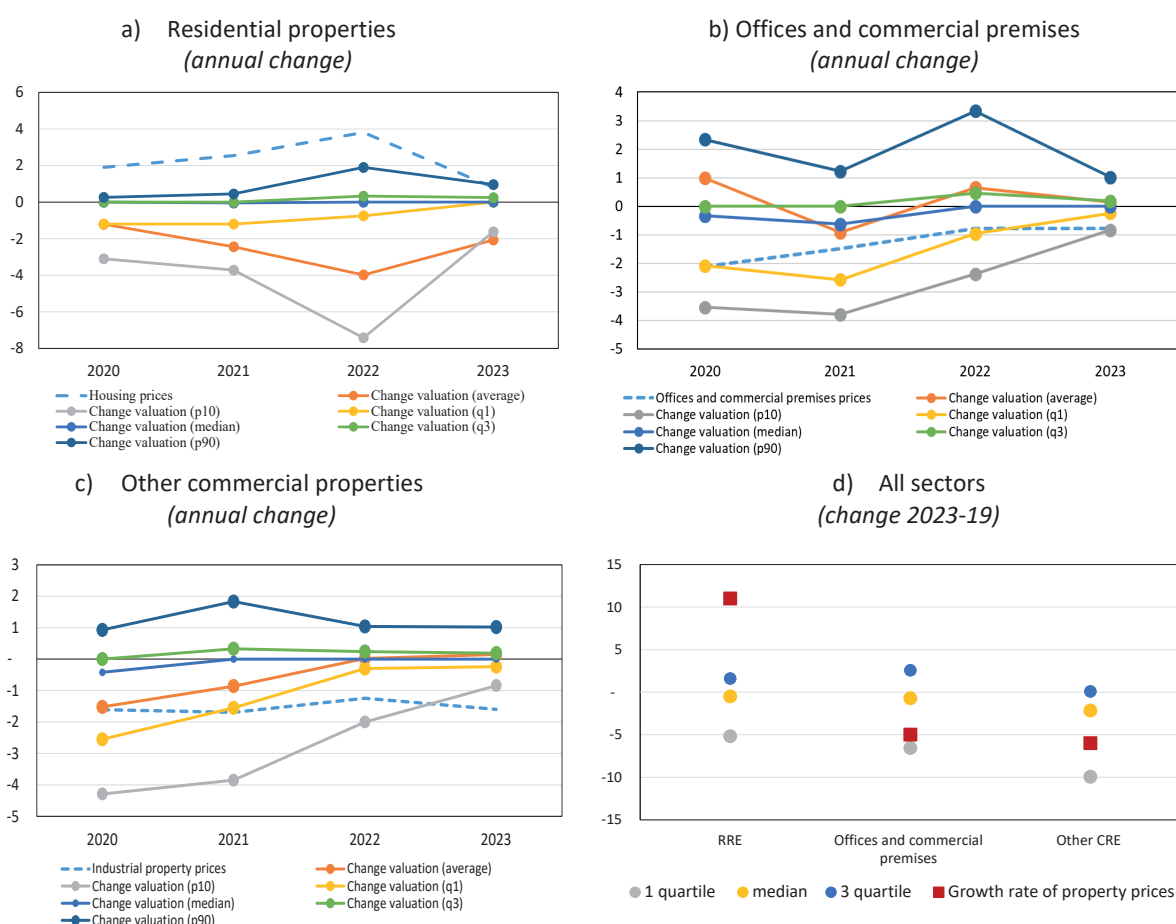 a) Residential properties
(annual change)
6
4
2
0
-2
-4
-6
-8
2020 2021 2022 2023
Housing prices Change valuation (average)
Change valuation (p10) Change valuation (q1)
Change valuation (median) Change valuation (q3)
Change valuation (p90)
b) Offices and commercial premises
(annual change)
4
3
2
1
0
-1
-2
-3
-4
-5
2020 2021 2022 2023
Offices and commercial premises prices Change valuation (average)
Change valuation (p10) Change valuation (q1)
Change valuation (median) Change valuation (q3)
Change valuation (p90)
c) Other commercial properties
(annual change)
3
2
1
-
-1
-2
-3
-4
-5
2020 2021 2022 2023
Industrial property prices Change valuation (average)
Change valuation (p10) Change valuation (q1)
Change valuation (median) Change valuation (q3)
Change valuation (p90)
d) All sectors
(change 2023-19)
15
10
5
-
-5
-10
-15
RRE Offices and commercial Other CRE
premises
1 quartile median 3 quartile Growth rate of property prices